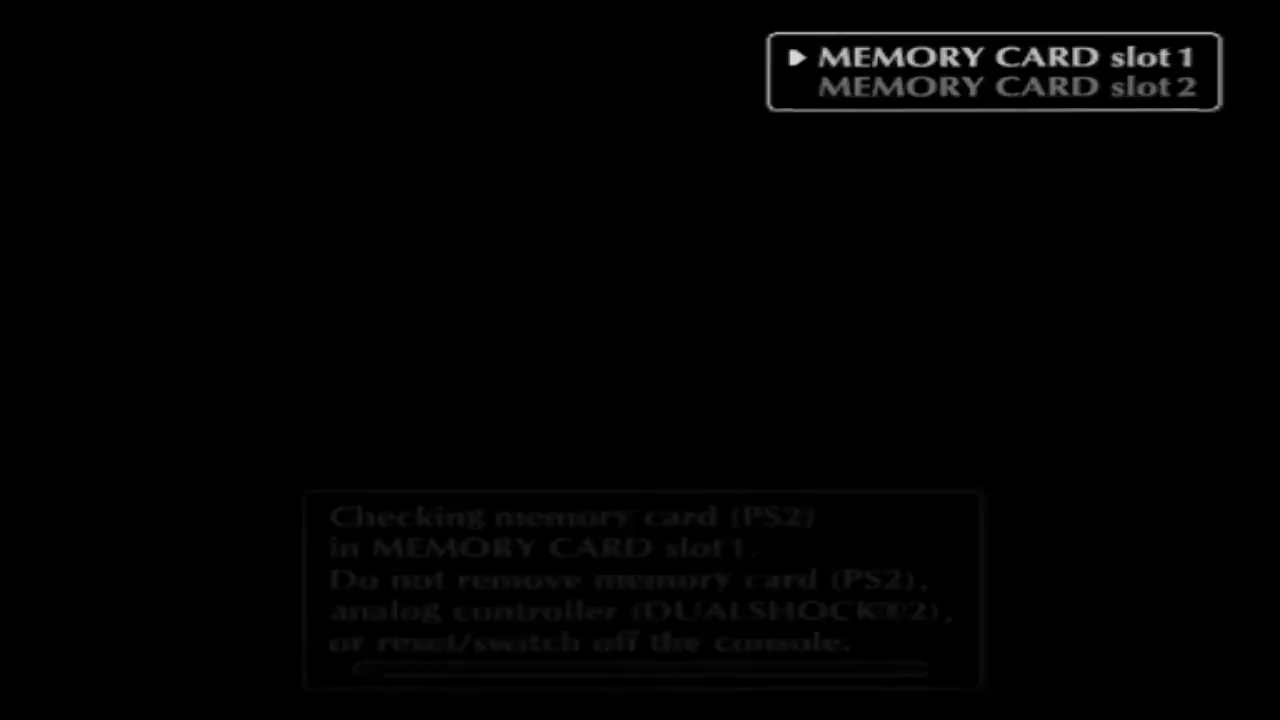 MEMORY CARD slot 1
MEMORY CARD slot 2
Checking memory card (PS2)
in MEMORY CARD slot 1.
Do not remove memory card (PS2),
analog controller (DUALSHOCK®2),
or reset/switch off the console.